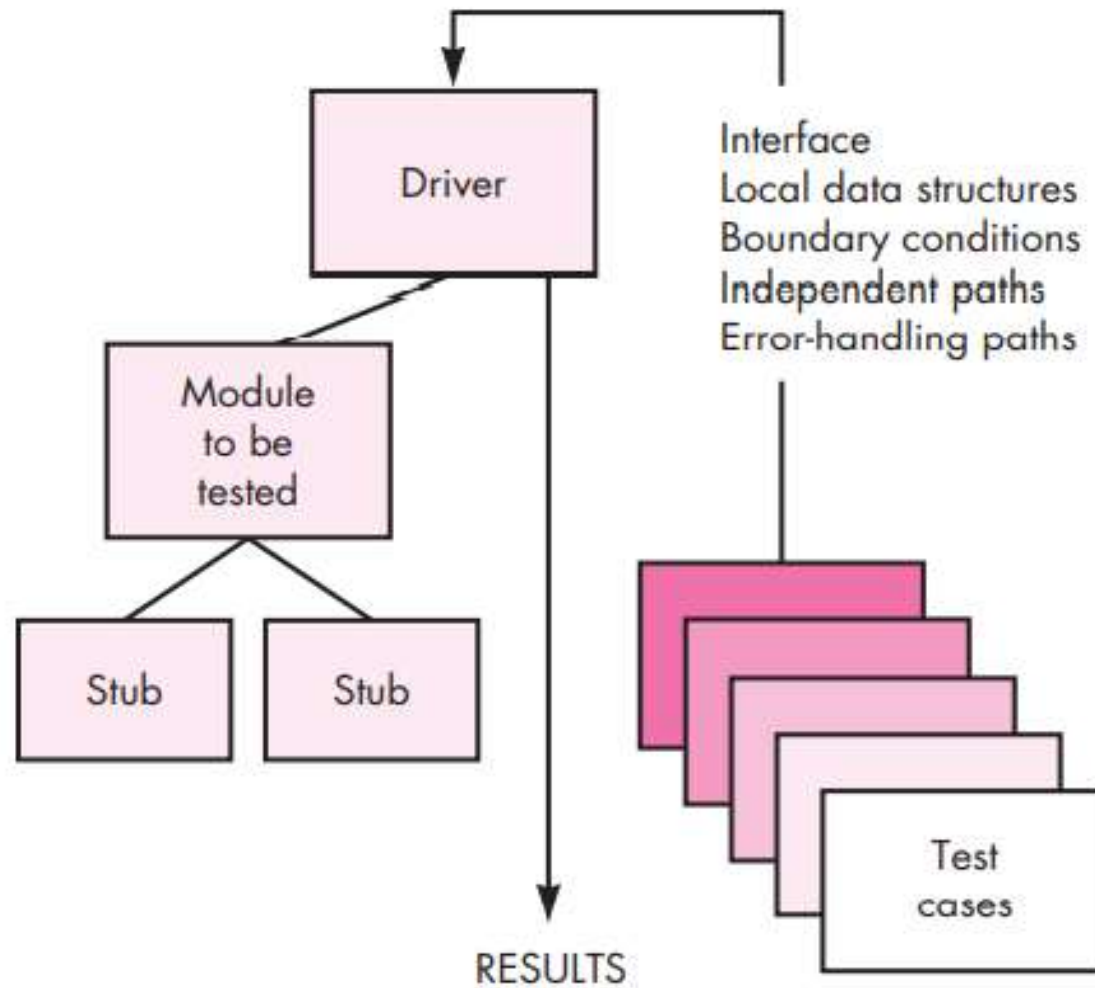 Driver
Interface
Local data structures
Boundary conditions
Independent paths
Error-handling paths
Module
to be
tested
Stub
Stub
Test
cases
RESULTS